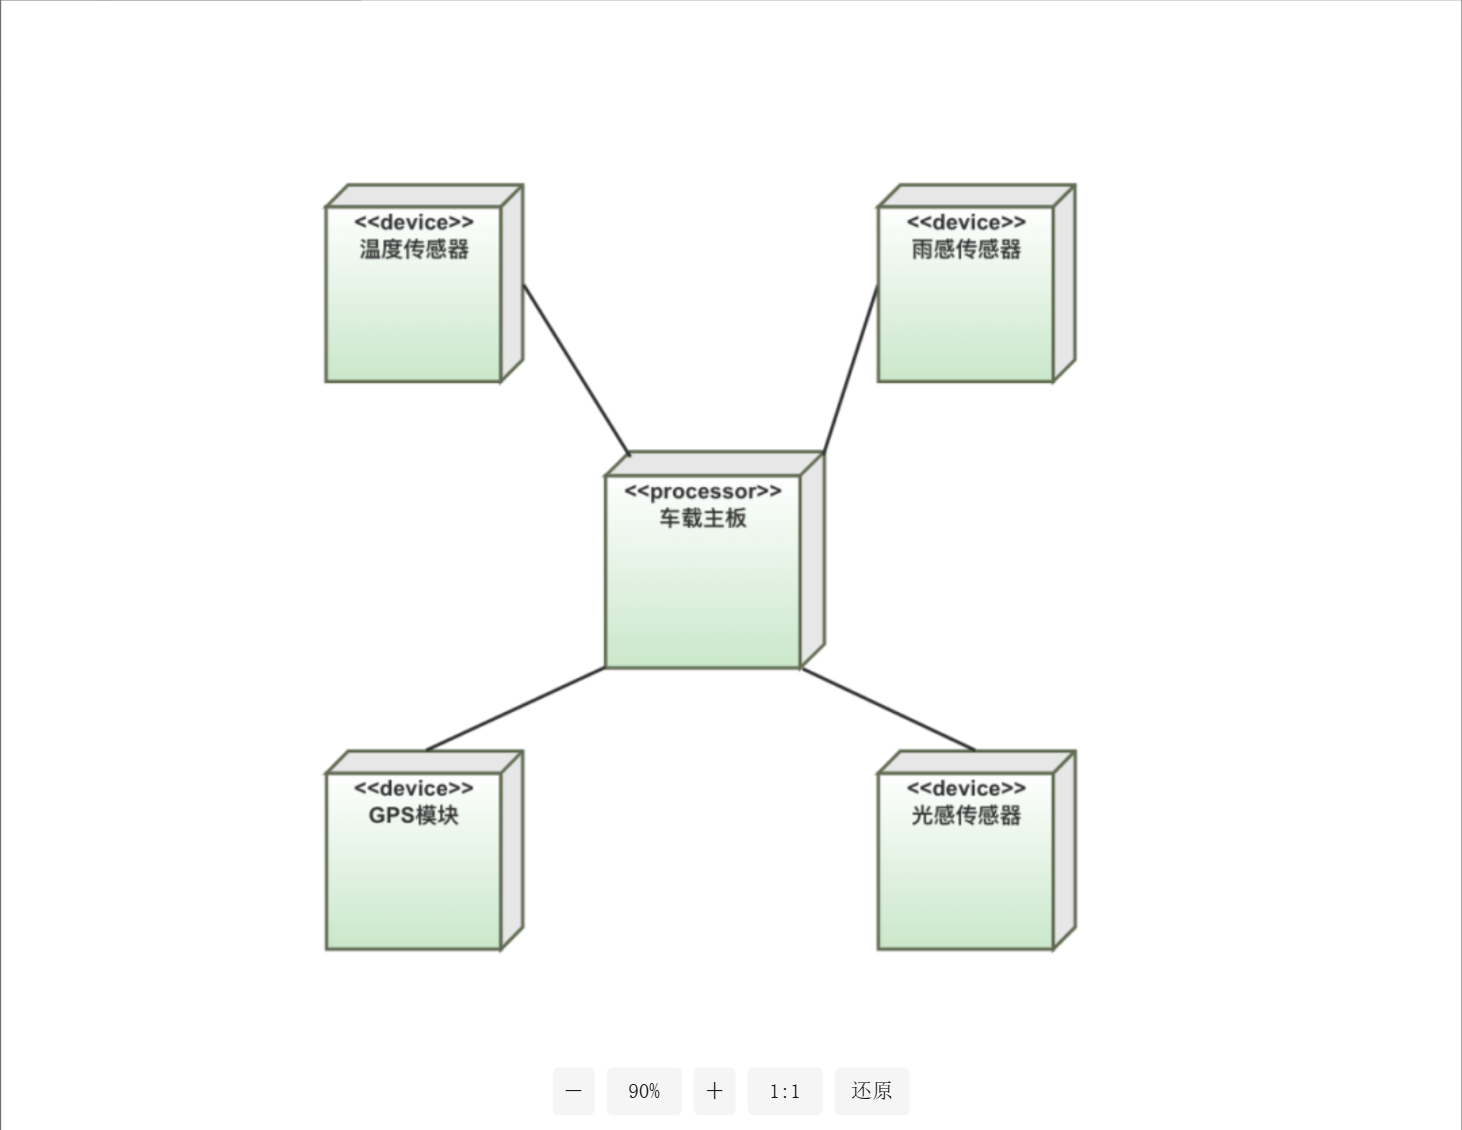 <<device>>
温度传感器
<<device>>
雨感传感器
<<processor>>
车载主板
<<device>>
GPS模块
<<device>>
光感传感器
— 90% + 1:1 还原